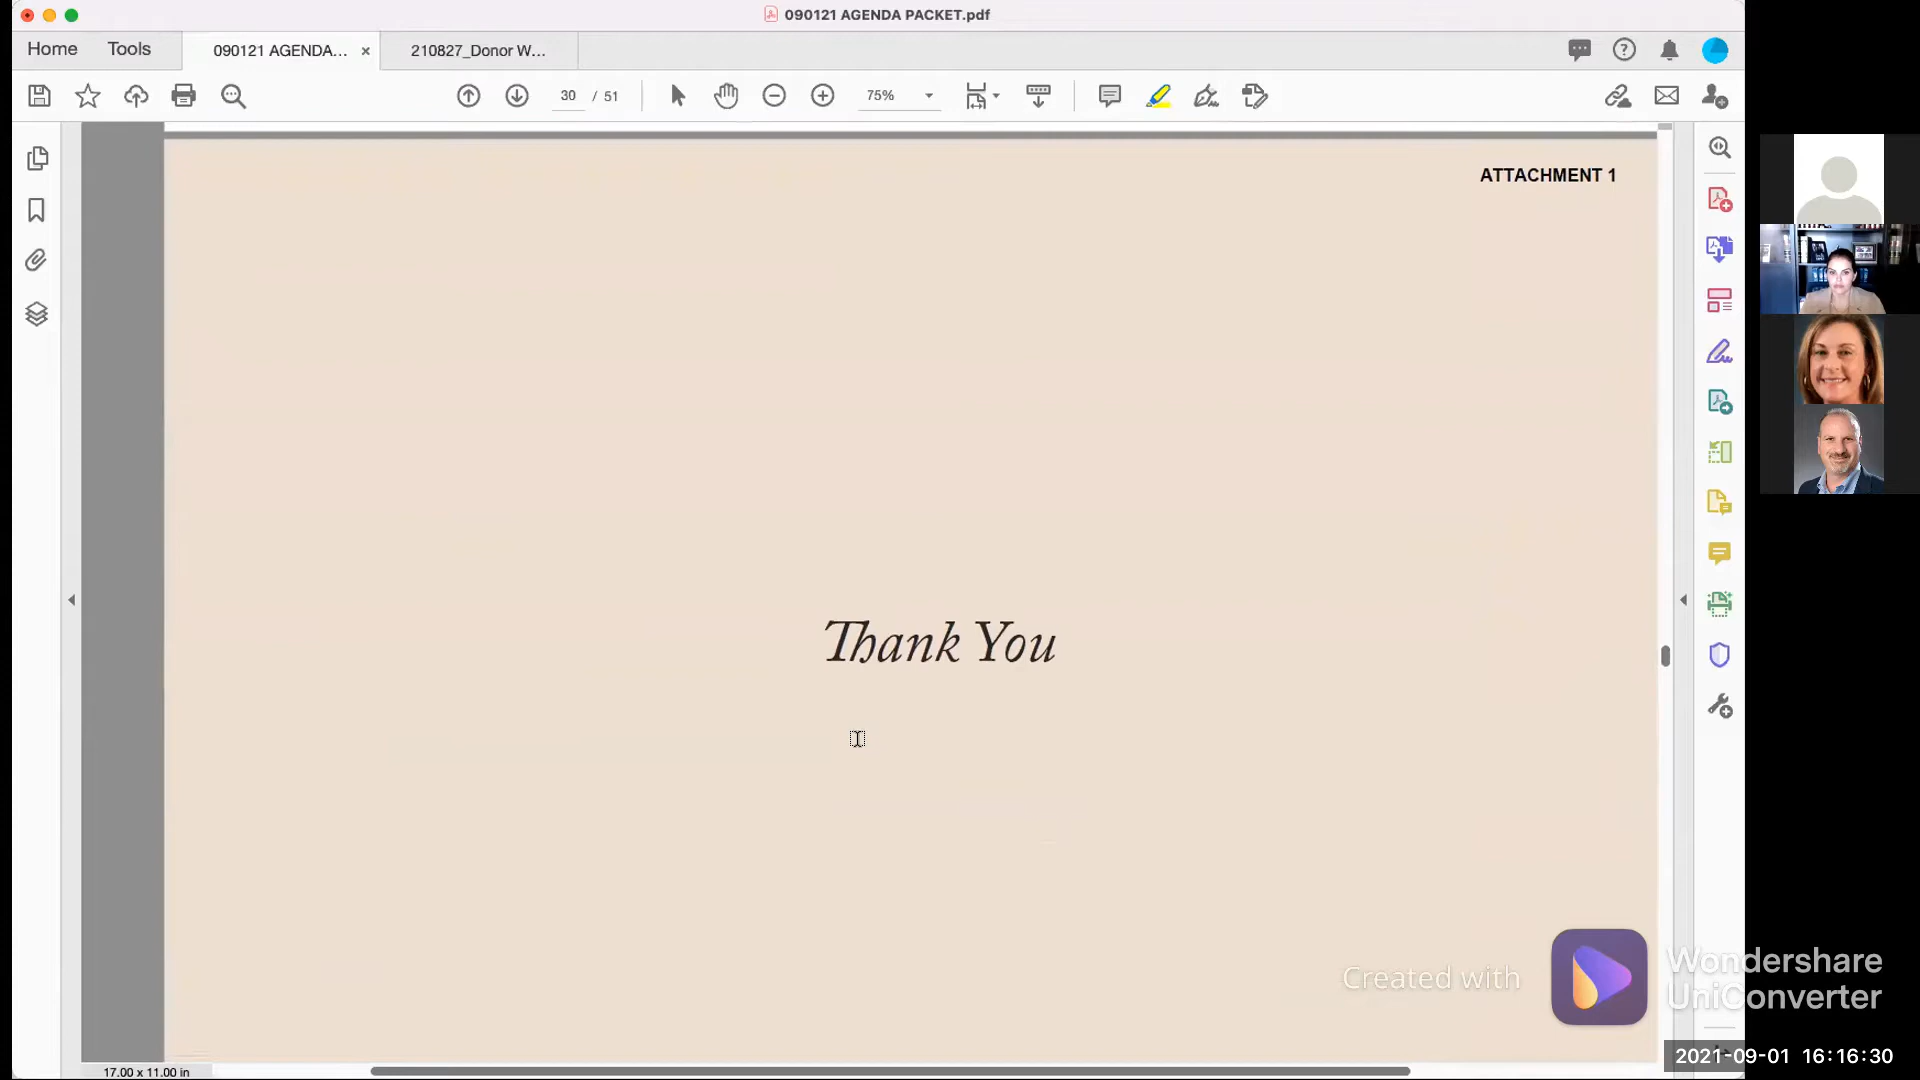 090121 AGENDA PACKET.pdf
Home Tools 090121 AGENDA... × 210827_Donor W...
30 / 51 75%
ATTACHMENT 1
Thank You
Created with
Wondershare
UniConverter
2021-09-01 16:16:30
17.00 x 11.00 in